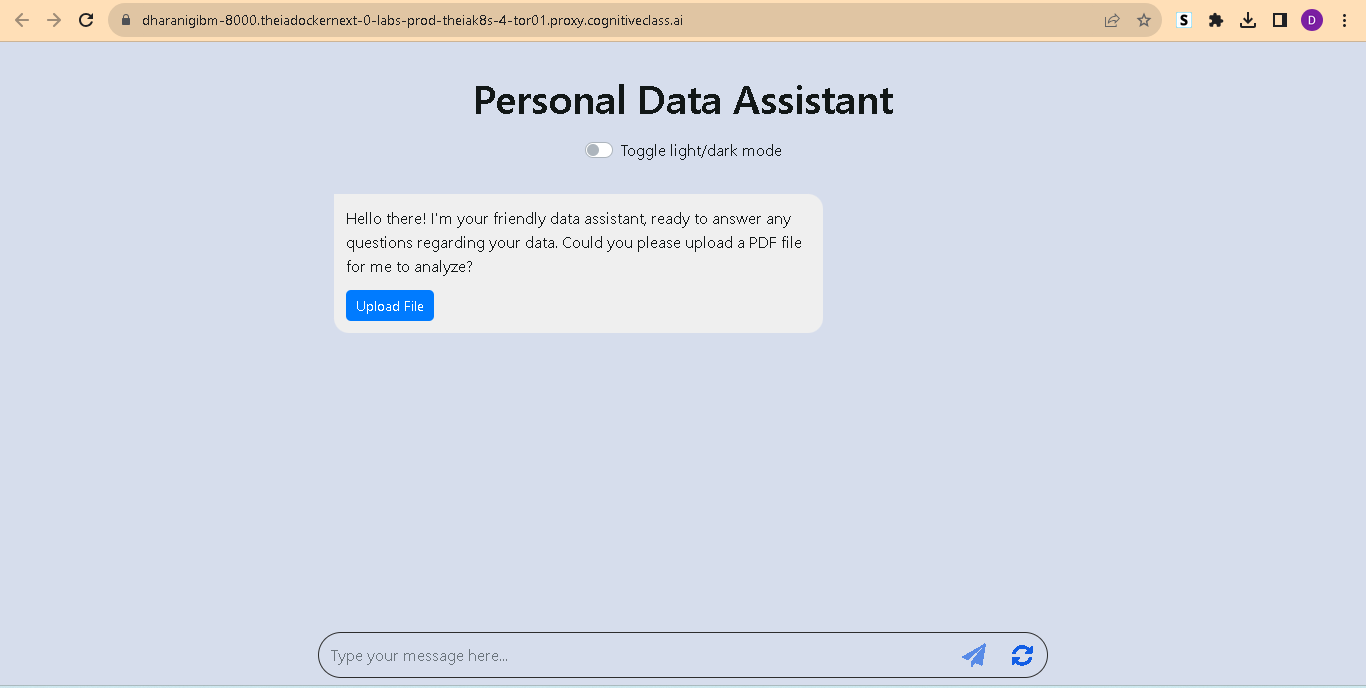 dharanigibm-8000.theiadockernext-0-labs-prod-theiak8s-4-tor01.proxy.cognitiveclass.ai
S
D
Personal Data Assistant
Toggle light/dark mode
Hello there! I'm your friendly data assistant, ready to answer any
questions regarding your data. Could you please upload a PDF file
for me to analyze?
Upload File
Type your message here...